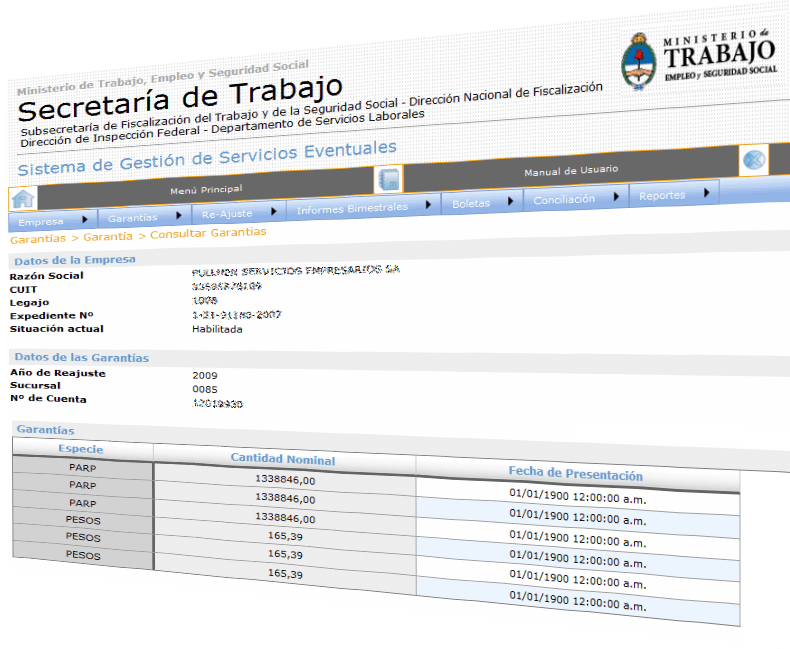 MINISTERIO de
TRABAJO
EMPLEO y SEGURIDAD SOCIAL
Ministerio de Trabajo, Empleo y Seguridad Social
Secretaría de Trabajo
Subsecretaría de Fiscalización del Trabajo y de la Seguridad Social - Dirección Nacional de Fiscalización
Dirección de Inspección Federal - Departamento de Servicios Laborales
Sistema de Gestión de Servicios Eventuales
Menú Principal Manual de Usuario
Empresa Garantías Re-Ajuste Informes Bimestrales Boletas Conciliación Reportes
Garantías > Garantía > Consultar Garantías
Datos de la Empresa
Razón Social SERVICIOS EMPRESARIOS SA
CUIT
Legajo
Expediente Nº
Situación actual Habilitada
Datos de las Garantías
Año de Reajuste 2009
Sucursal 0085
Nº de Cuenta
Garantías
Especie Cantidad Nominal Fecha de Presentación
PARP 1338846,00 01/01/1900 12:00:00 a.m.
PARP 1338846,00 01/01/1900 12:00:00 a.m.
PARP 1338846,00 01/01/1900 12:00:00 a.m.
PESOS 165,39 01/01/1900 12:00:00 a.m.
PESOS 165,39 01/01/1900 12:00:00 a.m.
PESOS 165,39 01/01/1900 12:00:00 a.m.